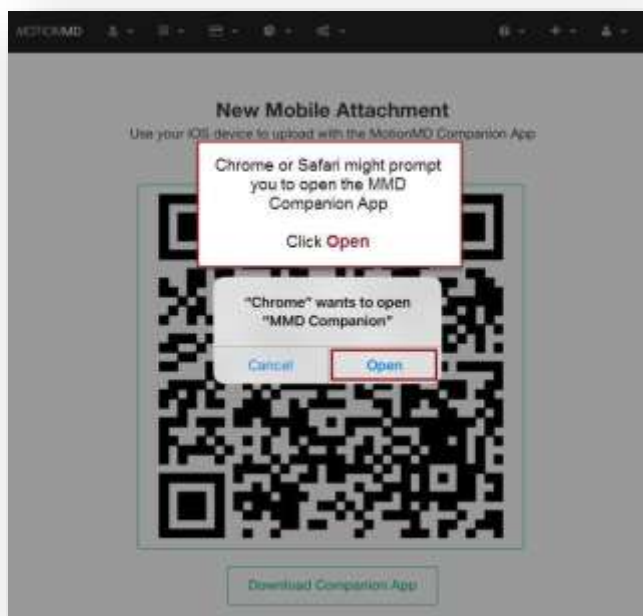 MOTIONMD
New Mobile Attachment
Use your iOS device to upload with the MotionMD Companion App
Chrome or Safari might prompt
you to open the MMD
Companion App
Click Open
"Chrome" wants to open
"MMD Companion"
Cancel Open
Download Companion App